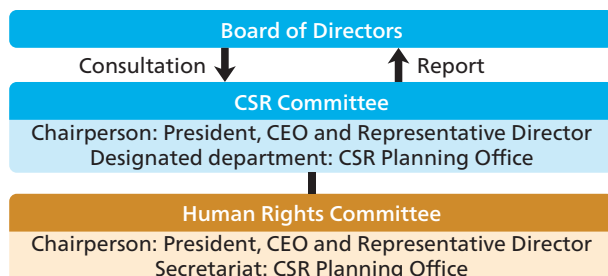 Board of Directors
Consultation Report
CSR Committee
Chairperson: President, CEO and Representative Director
Designated department: CSR Planning Office
Human Rights Committee
Chairperson: President, CEO and Representative Director
Secretariat: CSR Planning Office